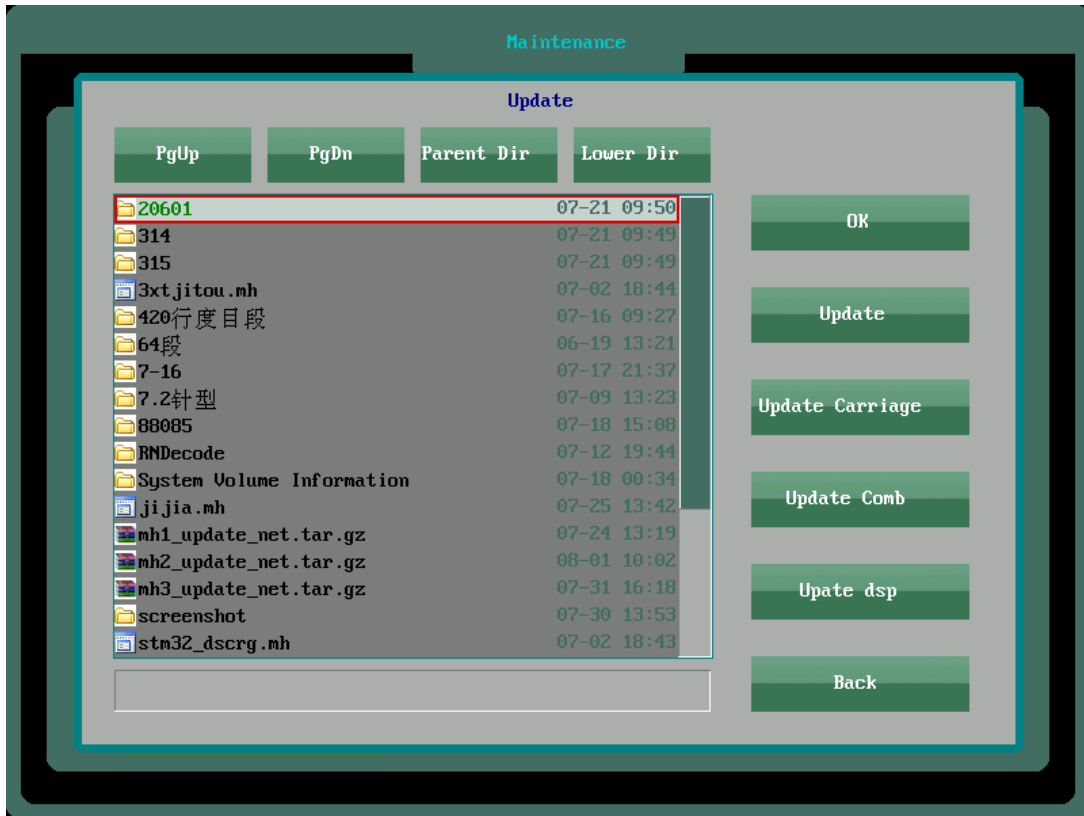 Maintenance
Update
PgUp PgDn Parent Dir Lower Dir
20601 07-21 09:50
314 07-21 09:49
315 07-21 09:49
3xtjitou.mh 07-02 18:44
420行度目段 07-16 09:27
64段 06-19 13:21
7-16 07-17 21:37
7.2针型 07-09 13:23
88085 07-18 15:08
RNDecode 07-12 19:44
System Volume Information 07-18 00:34
jijia.mh 07-25 13:42
mh1_update_net.tar.gz 07-24 13:19
mh2_update_net.tar.gz 08-01 10:02
mh3_update_net.tar.gz 07-31 16:18
screenshot 07-30 13:53
stm32_dscrg.mh 07-02 18:43
OK
Update
Update Carriage
Update Comb
Upate dsp
Back